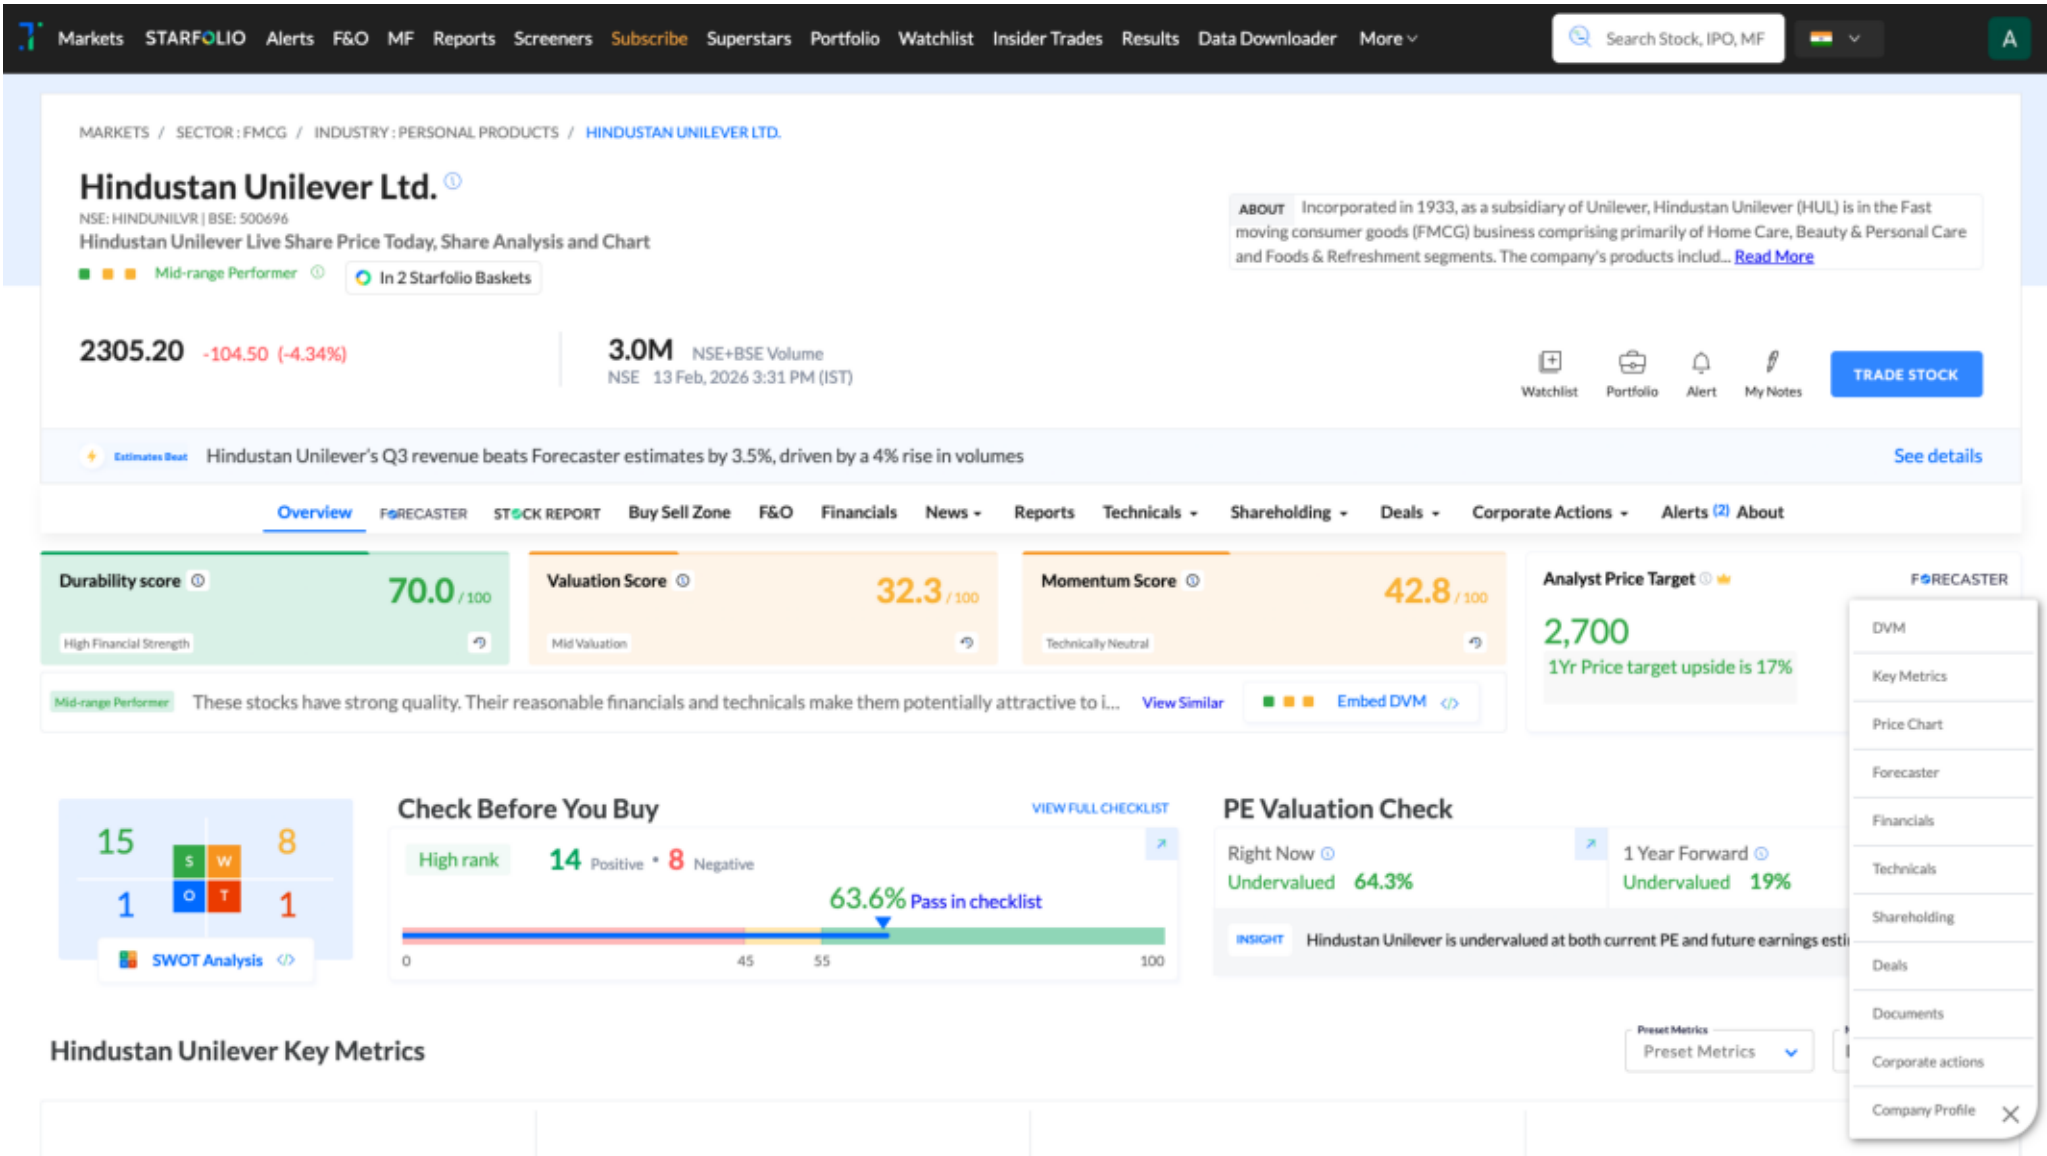 Markets STARFOLIO Alerts F&O MF Reports Screeners Subscribe Superstars Portfolio Watchlist Insider Trades Results Data Downloader More Search Stock, IPO, MF A
MARKETS / SECTOR : FMCG / INDUSTRY : PERSONAL PRODUCTS / HINDUSTAN UNILEVER LTD.
Hindustan Unilever Ltd.
NSE: HINDUNILVR | BSE: 500696
Hindustan Unilever Live Share Price Today, Share Analysis and Chart
Mid-range Performer In 2 Starfolio Baskets
ABOUT Incorporated in 1933, as a subsidiary of Unilever, Hindustan Unilever (HUL) is in the Fast
moving consumer goods (FMCG) business comprising primarily of Home Care, Beauty & Personal Care
and Foods & Refreshment segments. The company's products includ... Read More
2305.20 -104.50 (-4.34%)
3.0M NSE+BSE Volume
NSE 13 Feb, 2026 3:31 PM (IST)
Watchlist Portfolio Alert My Notes TRADE STOCK
Estimates Beat Hindustan Unilever's Q3 revenue beats Forecaster estimates by 3.5%, driven by a 4% rise in volumes See details
Overview FORECASTER STOCK REPORT Buy Sell Zone F&O Financials News Reports Technicals Shareholding Deals Corporate Actions Alerts (2) About
Durability score 70.0 / 100
High Financial Strength
Valuation Score 32.3 / 100
Mid Valuation
Momentum Score 42.8 / 100
Technically Neutral
Analyst Price Target FORECASTER
2,700
1Yr Price target upside is 17%
Mid-range Performer These stocks have strong quality. Their reasonable financials and technicals make them potentially attractive to i... View Similar Embed DVM </>
15 8
S W
O T
1 1
SWOT Analysis </>
Check Before You Buy VIEW FULL CHECKLIST
High rank 14 Positive • 8 Negative
63.6% Pass in checklist
0 45 55 100
PE Valuation Check
Right Now
Undervalued 64.3%
1 Year Forward
Undervalued 19%
INSIGHT Hindustan Unilever is undervalued at both current PE and future earnings esti
Hindustan Unilever Key Metrics
Preset Metrics
Preset Metrics
DVM
Key Metrics
Price Chart
Forecaster
Financials
Technicals
Shareholding
Deals
Documents
Corporate actions
Company Profile